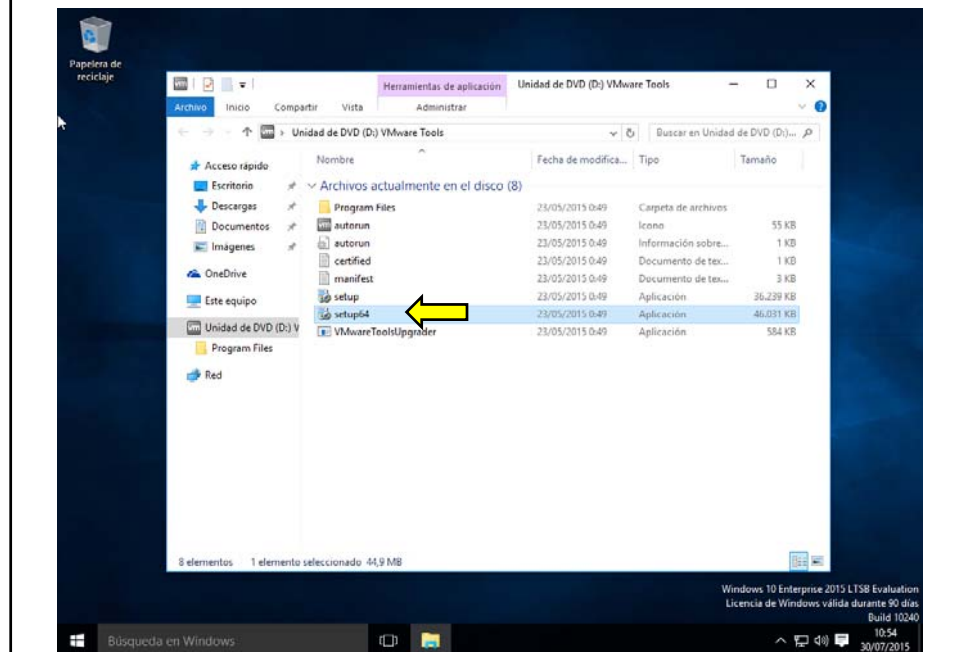 Papelera de
reciclaje
vm
Herramientas de aplicación
Unidad de DVD (D:) VMware Tools
Archivo Inicio Compartir Vista Administrar
vm > Unidad de DVD (D:) VMware Tools
Buscar en Unidad de DVD (D:)...
Nombre Fecha de modifica... Tipo Tamaño
Acceso rápido
Escritorio
Descargas
Documentos
Imágenes
OneDrive
Este equipo
Unidad de DVD (D:) V
Program Files
Red
Archivos actualmente en el disco (8)
Program Files 23/05/2015 0:49 Carpeta de archivos
autorun 23/05/2015 0:49 Icono 55 KB
autorun 23/05/2015 0:49 Información sobre... 1 KB
certified 23/05/2015 0:49 Documento de tex... 1 KB
manifest 23/05/2015 0:49 Documento de tex... 3 KB
setup 23/05/2015 0:49 Aplicación 36.239 KB
setup64 23/05/2015 0:49 Aplicación 46.031 KB
VMwareToolsUpgrader 23/05/2015 0:49 Aplicación 584 KB
8 elementos 1 elemento seleccionado 44,9 MB
Windows 10 Enterprise 2015 LTSB Evaluation
Licencia de Windows válida durante 90 días
Build 10240
Búsqueda en Windows
10:54
30/07/2015